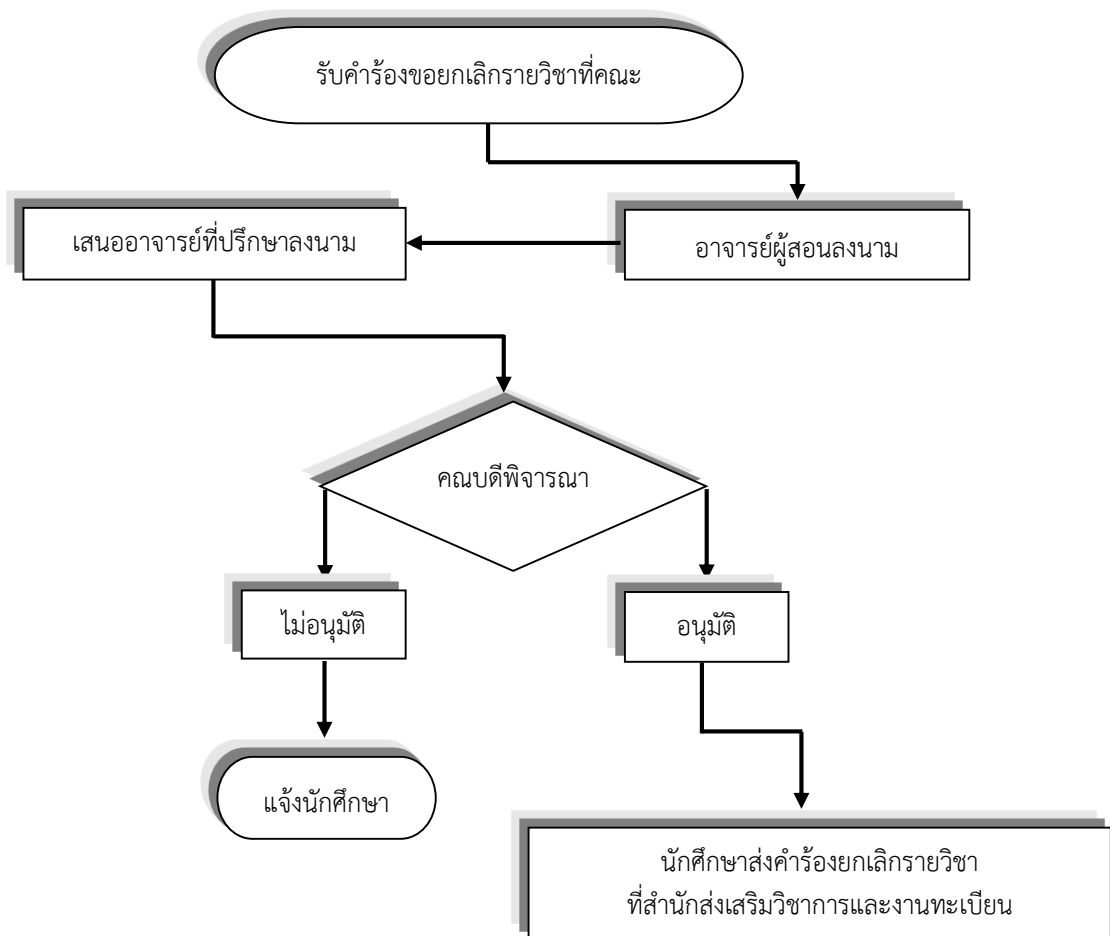 รับคำร้องขอยกเลิกรายวิชาที่คณะ
อาจารย์ผู้สอนลงนาม
เสนออาจารย์ที่ปรึกษาลงนาม
คณบดีพิจารณา
ไม่อนุมัติ
อนุมัติ
แจ้งนักศึกษา
นักศึกษาส่งคำร้องยกเลิกรายวิชา
ที่สำนักส่งเสริมวิชาการและงานทะเบียน